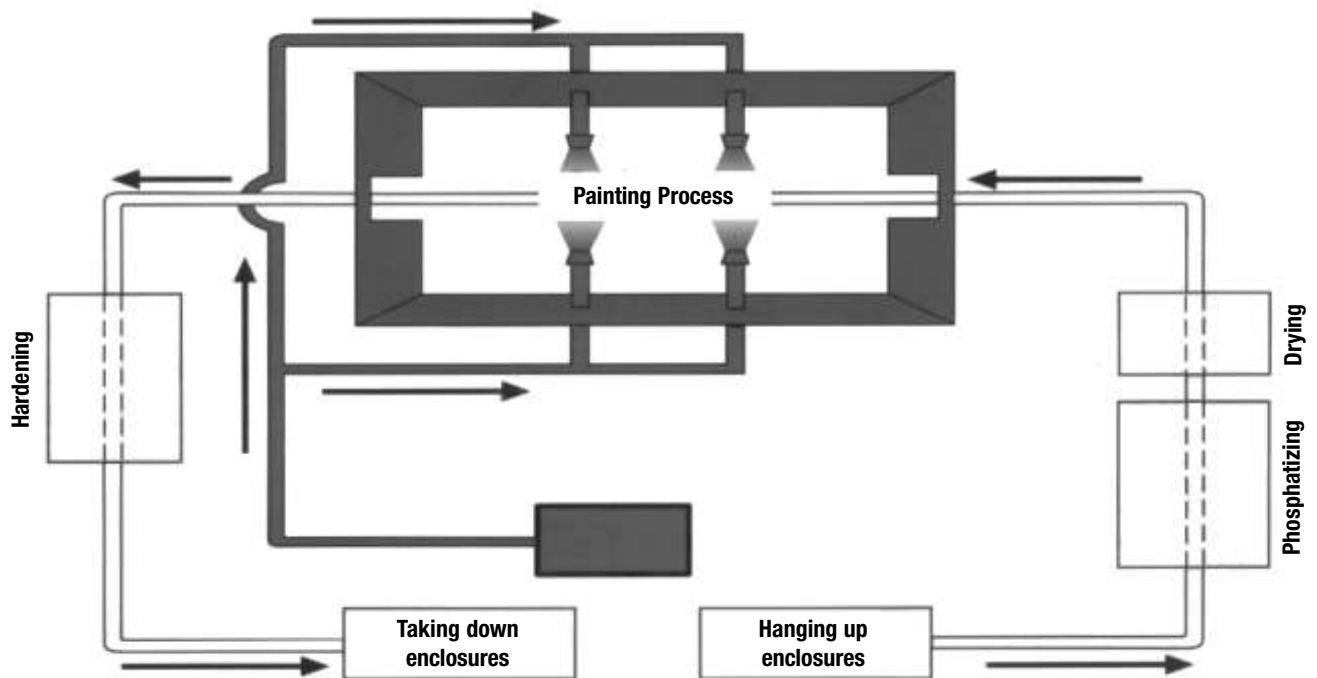 Painting Process
Hardening
Drying
Phosphatizing
Taking down
enclosures
Hanging up
enclosures